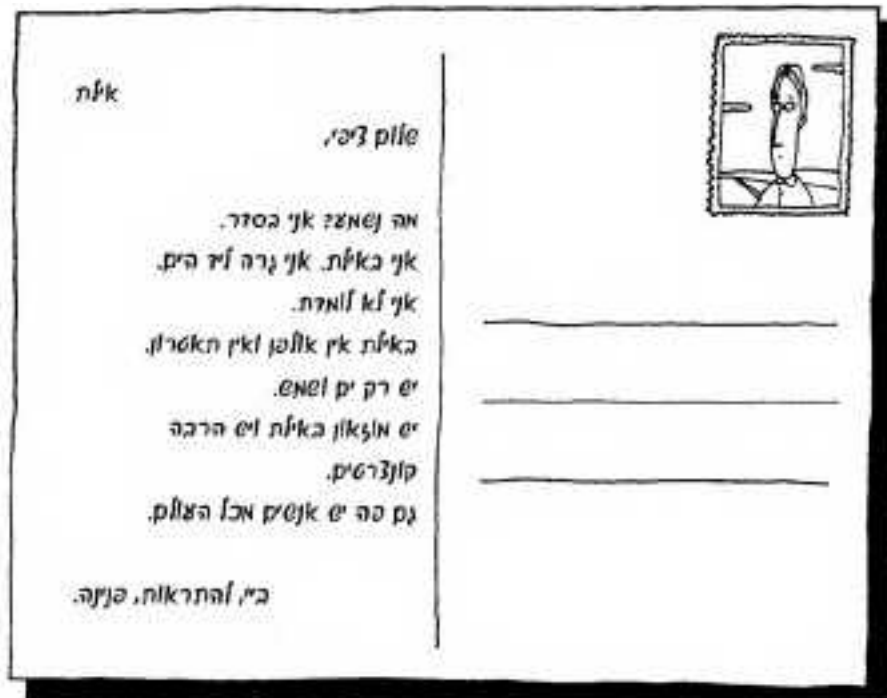 אילת
שלום ציפי,
מה נשמע? אני בסדר.
אני באילת. אני גרה ליד הים.
אני לא לומדת.
באילת אין אולפן ואין תאטרון.
יש רק ים ושמש.
יש מוזאון באילת ויש הרבה
קונצרטים.
גם פה יש אנשים מכל העולם.
ביי, להתראות, פנינה.